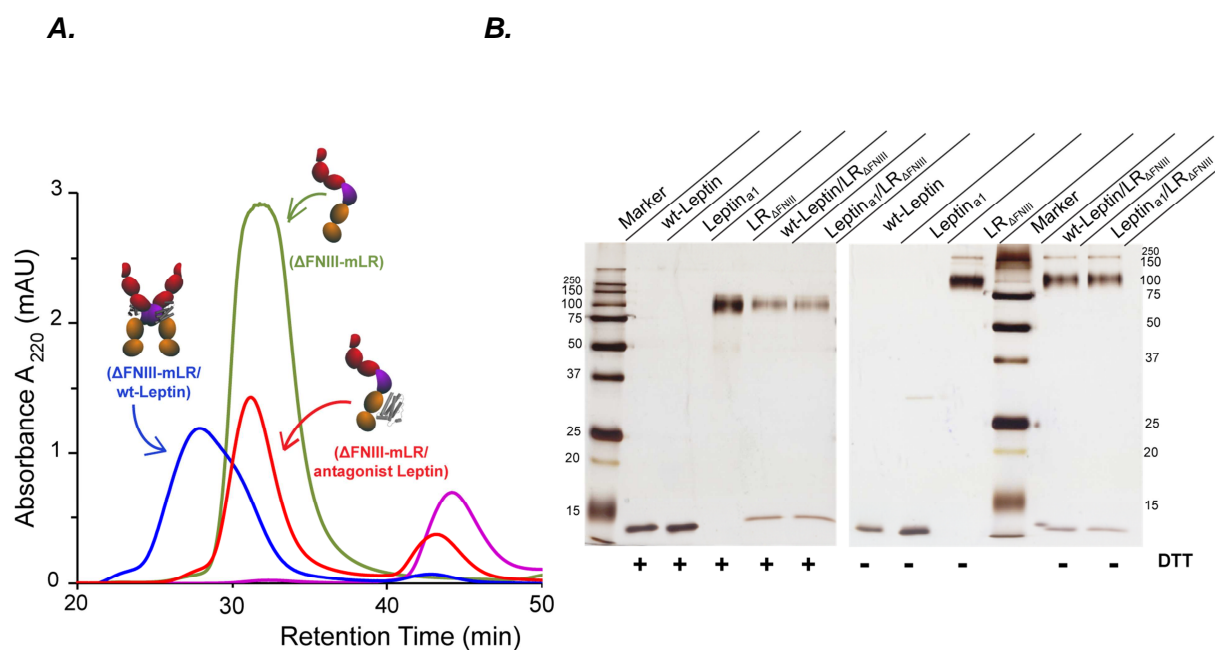 A.
B.
3
2
1
0
20
30
40
50
Absorbance A220 (mAU)
Retention Time (min)
(ΔFNIII-mLR)
(ΔFNIII-mLR/
wt-Leptin)
(ΔFNIII-mLR/
antagonist Leptin)
Marker
wt-Leptin
Leptina1
LRΔFNIII
wt-Leptin/LRΔFNIII
Leptina1/LRΔFNIII
250
150
100
75
50
37
25
20
15
+ + + + +
wt-Leptin
Leptina1
LRΔFNIII
Marker
wt-Leptin/LRΔFNIII
Leptina1/LRΔFNIII
250
150
100
75
50
37
25
20
15
- - - - - DTT